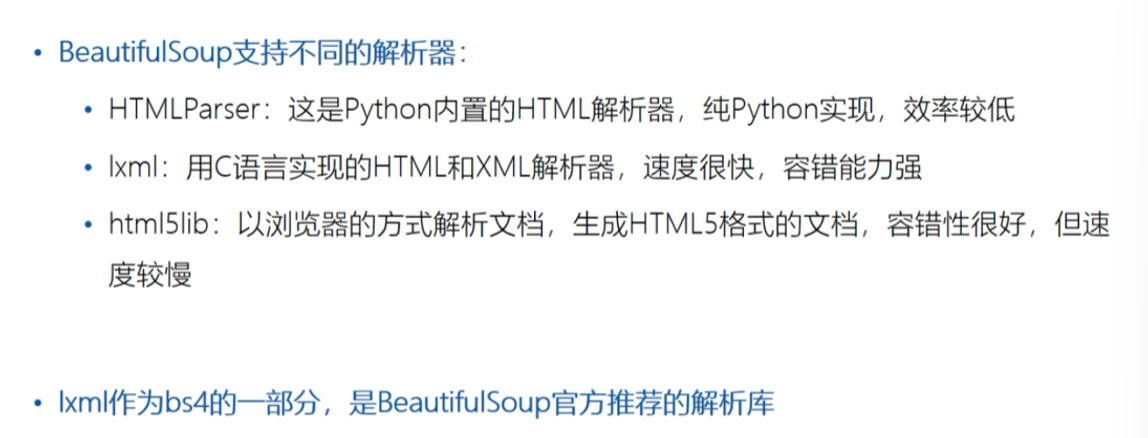 • BeautifulSoup支持不同的解析器：
• HTMLParser：这是Python内置的HTML解析器，纯Python实现，效率较低
• lxml：用C语言实现的HTML和XML解析器，速度很快，容错能力强
• html5lib：以浏览器的方式解析文档，生成HTML5格式的文档，容错性很好，但速
度较慢
• lxml作为bs4的一部分，是BeautifulSoup官方推荐的解析库